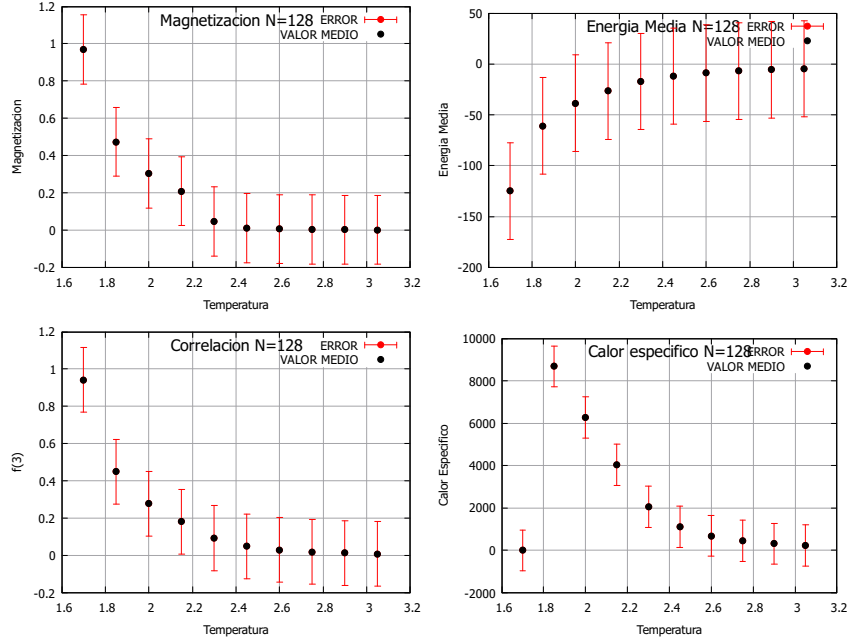 Magnetizacion N=128
ERROR
VALOR MEDIO
Magnetizacion
1.2
1
0.8
0.6
0.4
0.2
0
-0.2
1.6 1.8 2 2.2 2.4 2.6 2.8 3 3.2
Temperatura
Energia Media N=128
ERROR
VALOR MEDIO
Energia Media
50
0
-50
-100
-150
-200
1.6 1.8 2 2.2 2.4 2.6 2.8 3 3.2
Temperatura
Correlacion N=128
ERROR
VALOR MEDIO
f(3)
1.2
1
0.8
0.6
0.4
0.2
0
-0.2
1.6 1.8 2 2.2 2.4 2.6 2.8 3 3.2
Temperatura
Calor especifico N=128
ERROR
VALOR MEDIO
Calor Especifico
10000
8000
6000
4000
2000
0
-2000
1.6 1.8 2 2.2 2.4 2.6 2.8 3 3.2
Temperatura